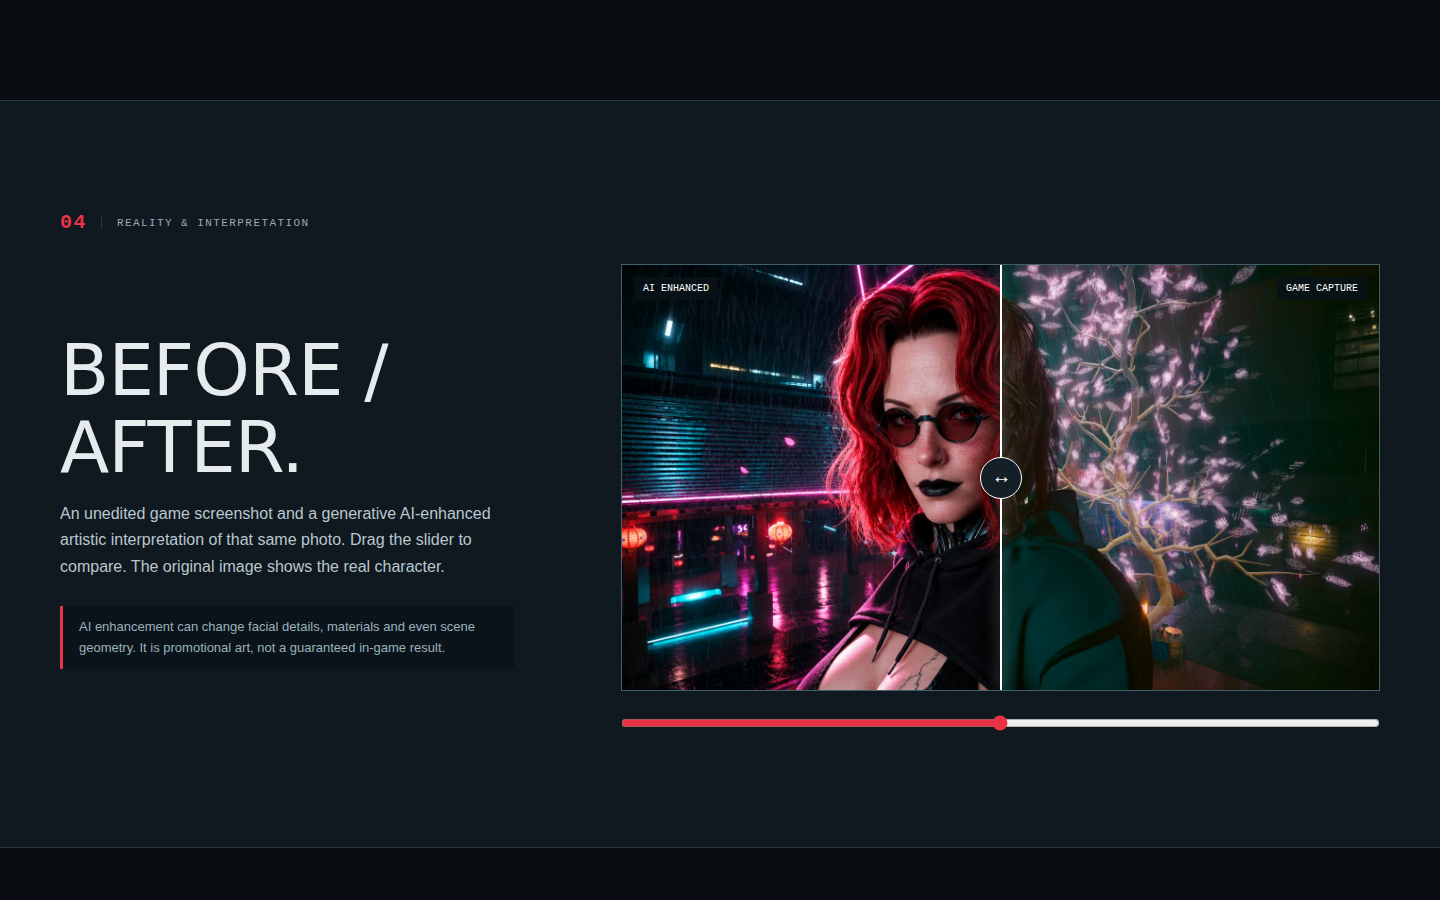 04 REALITY & INTERPRETATION
BEFORE /
AFTER.
An unedited game screenshot and a generative AI-enhanced
artistic interpretation of that same photo. Drag the slider to
compare. The original image shows the real character.
AI enhancement can change facial details, materials and even scene
geometry. It is promotional art, not a guaranteed in-game result.
AI ENHANCED
GAME CAPTURE